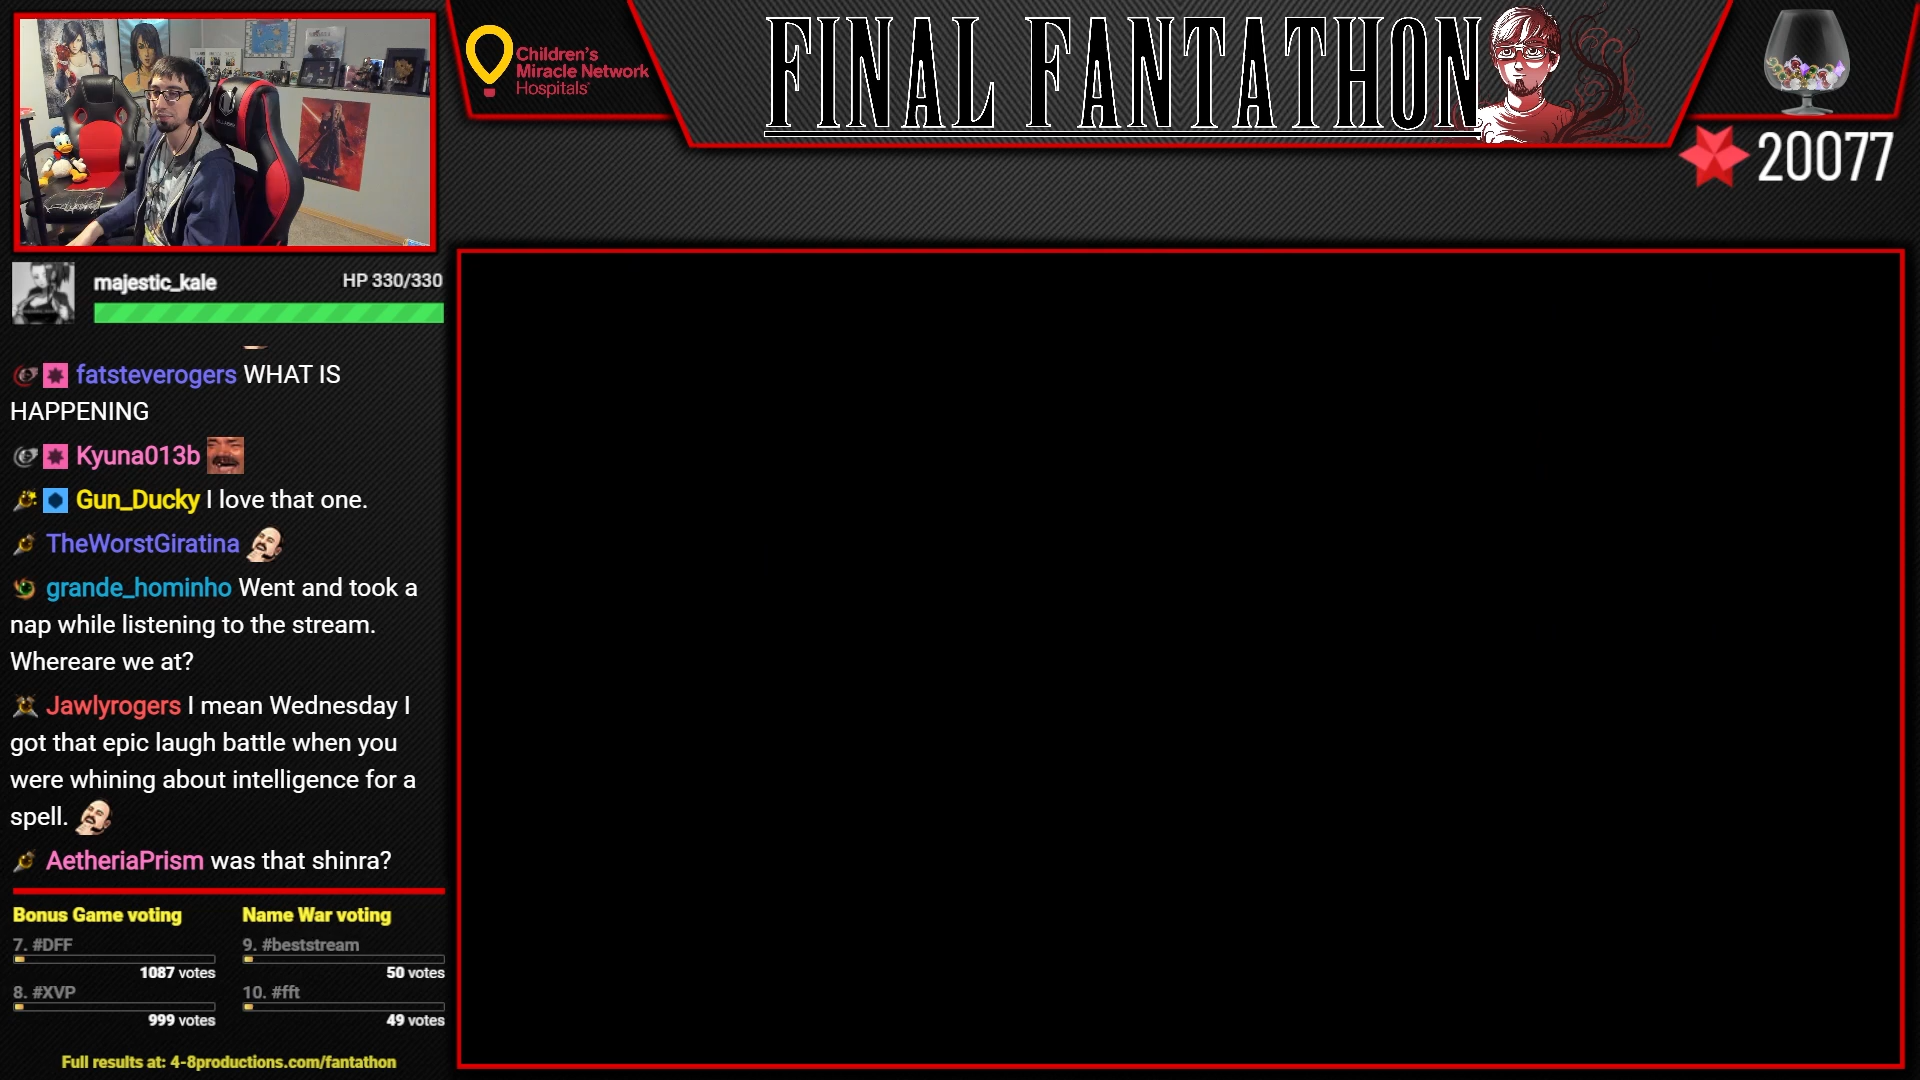 Children's
Miracle Network
Hospitals
FINAL FANTATHON
20077
majestic_kale
HP 330/330
fatsteverogers WHAT IS
HAPPENING
Kyuna013b
Gun_Ducky I love that one.
TheWorstGiratina
grande_hominho Went and took a
nap while listening to the stream.
Whereare we at?
Jawlyrogers I mean Wednesday I
got that epic laugh battle when you
were whining about intelligence for a
spell.
AetheriaPrism was that shinra?
Bonus Game voting
7. #DFF
1087 votes
8. #XVP
999 votes
Name War voting
9. #beststream
50 votes
10. #fft
49 votes
Full results at: 4-8productions.com/fantathon